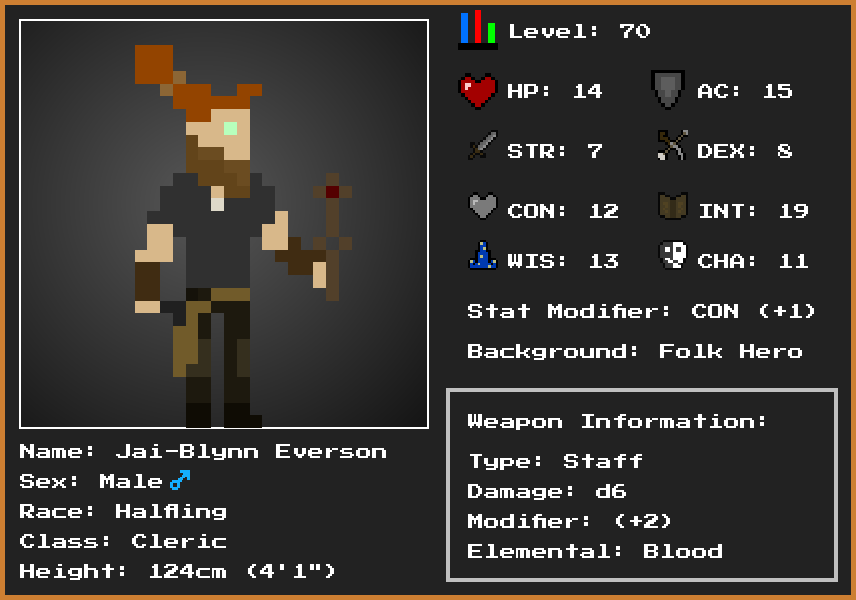 Level: 70
HP: 14
AC: 15
STR: 7
DEX: 8
CON: 12
INT: 19
WIS: 13
CHA: 11
Stat Modifier: CON (+1)
Background: Folk Hero
Weapon Information:
Type: Staff
Damage: d6
Modifier: (+2)
Elemental: Blood
Name: Jai-Blynn Everson
Sex: Male ♂
Race: Halfling
Class: Cleric
Height: 124cm (4'1")